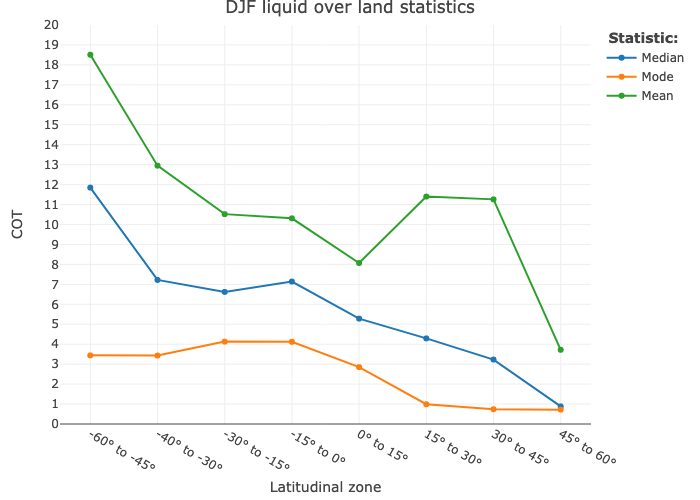 DJF liquid over land statistics
Statistic:
Median
Mode
Mean
COT
20
19
18
17
16
15
14
13
12
11
10
9
8
7
6
5
4
3
2
1
0
-60° to -45°
-40° to -30°
-30° to -15°
-15° to 0°
0° to 15°
15° to 30°
30° to 45°
45° to 60°
Latitudinal zone